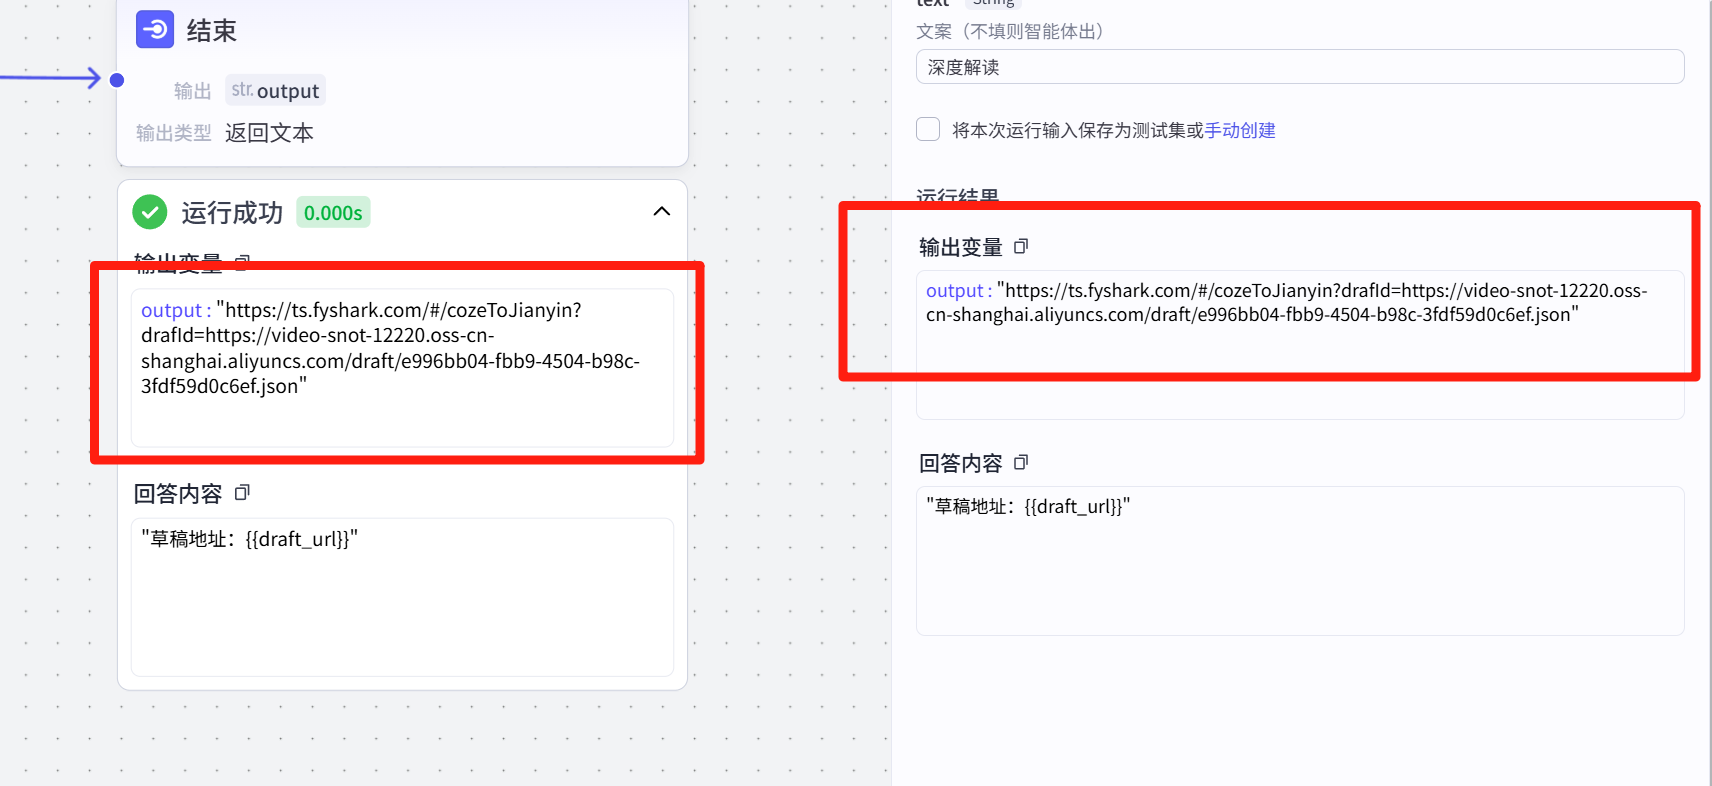 结束
输出 str. output
输出类型 返回文本
运行成功 0.000s
输出变量
output : "https://ts.fyshark.com/#/cozeToJianyin?
drafId=https://video-snot-12220.oss-cn-
shanghai.aliyuncs.com/draft/e996bb04-fbb9-4504-b98c-
3fdf59d0c6ef.json"
回答内容
"草稿地址：{{draft_url}}"
text String
文案（不填则智能体出）
深度解读
将本次运行输入保存为测试集或手动创建
运行结果
输出变量
output : "https://ts.fyshark.com/#/cozeToJianyin?drafId=https://video-snot-12220.oss-
cn-shanghai.aliyuncs.com/draft/e996bb04-fbb9-4504-b98c-3fdf59d0c6ef.json"
回答内容
"草稿地址：{{draft_url}}"